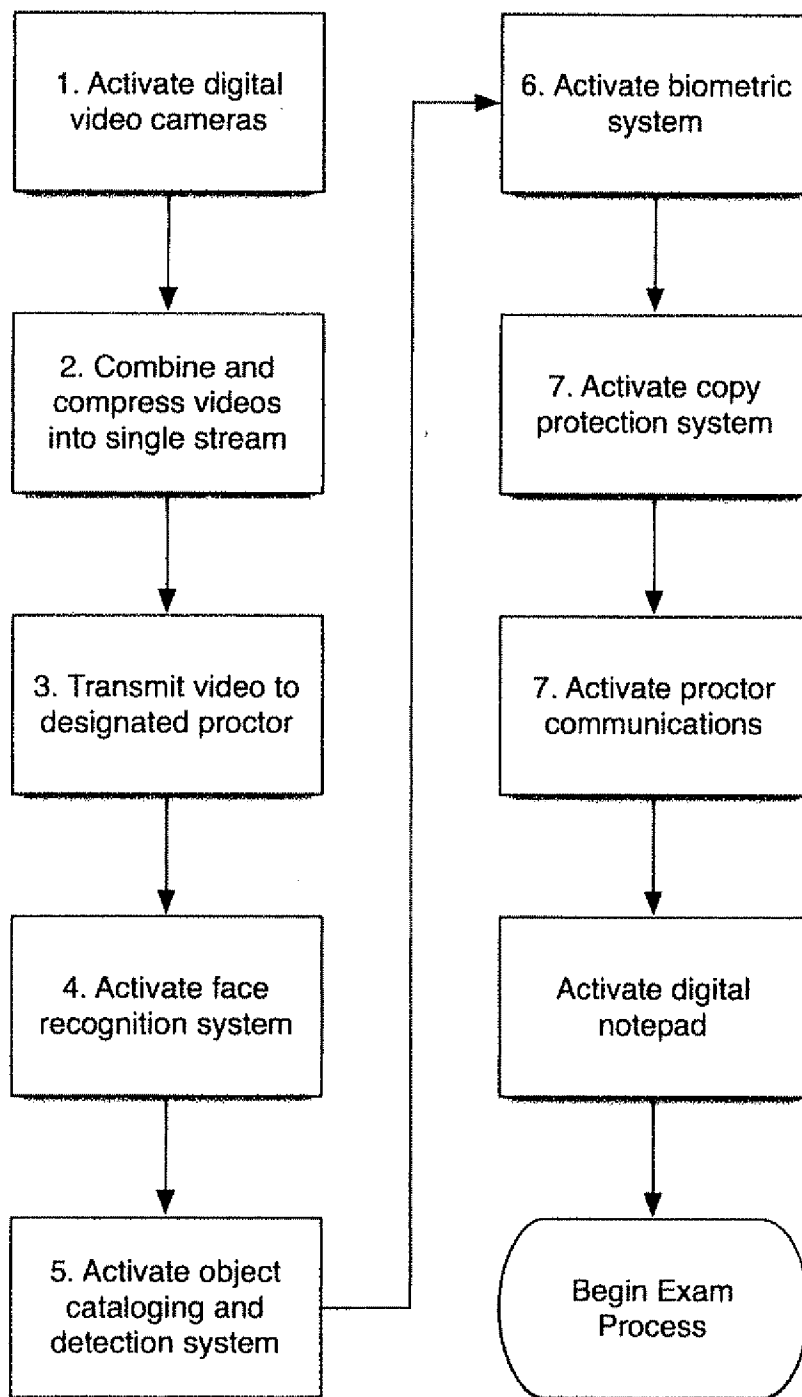 1. Activate digital
video cameras
2. Combine and
compress videos
into single stream
3. Transmit video to
designated proctor
4. Activate face
recognition system
5. Activate object
cataloging and
detection system
6. Activate biometric
system
7. Activate copy
protection system
7. Activate proctor
communications
Activate digital
notepad
Begin Exam
Process